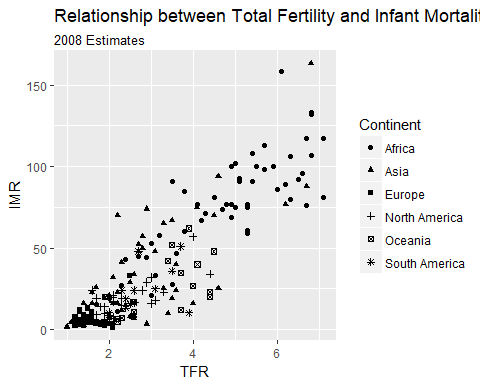 Relationship between Total Fertility and Infant Mortalit
2008 Estimates
IMR
150
100
50
0
2
4
6
TFR
Continent
Africa
Asia
Europe
North America
Oceania
South America